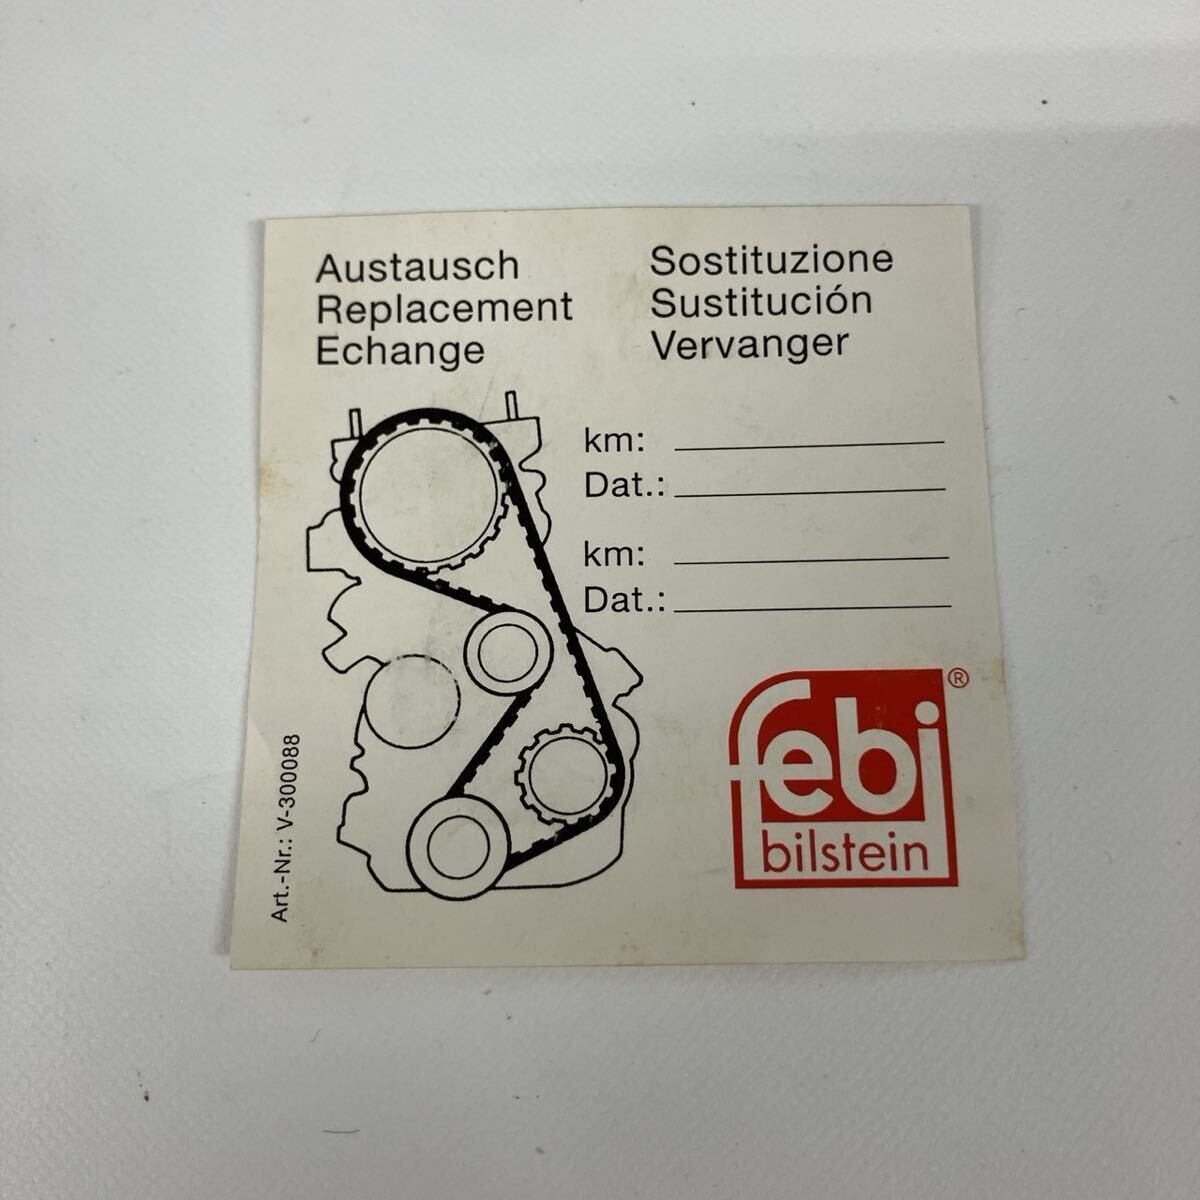 Austausch
Replacement
Echange
Sostituzione
Sustitución
Vervanger
km:
Dat.:
km:
Dat.:
febi®
bilstein
Art.-Nr.: V-300088